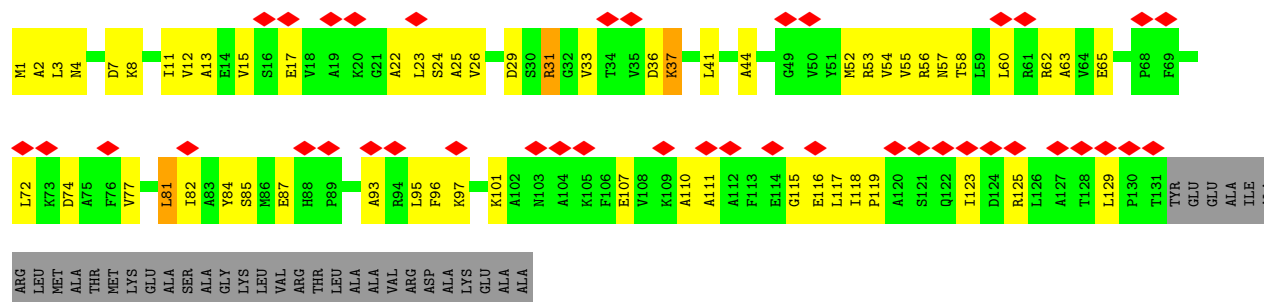 M1 A2 L3 N4 D7 K8 I11 V12 A13 E14 V15 S16 E17 V18 A19 K20 G21 A22 L23 S24 A25 V26 D29 S30 R31 G32 V33 T34 V35 D36 K37 L41 A44 G49 V50 Y51 M52 R53 V54 V55 R56 N57 T58 L59 L60 R61 R62 A63 V64 E65 P68 F69
L72 K73 D74 A75 F76 V77 L81 I82 A83 Y84 S85 M86 E87 H88 P89 A93 R94 L95 F96 K97 K101 A102 N103 A104 K105 F106 E107 V108 K109 A110 A111 A112 F113 E114 G115 E116 L117 I118 P119 A120 S121 Q122 I123 D124 R125 L126 A127 T128 L129 P130 T131 TYR GLU GLU ALA ILE
ARG LEU MET ALA THR MET LYS GLU ALA SER ALA GLY LYS LEU VAL ARG THR LEU ALA ALA VAL ARG ASP ALA LYS GLU ALA ALA